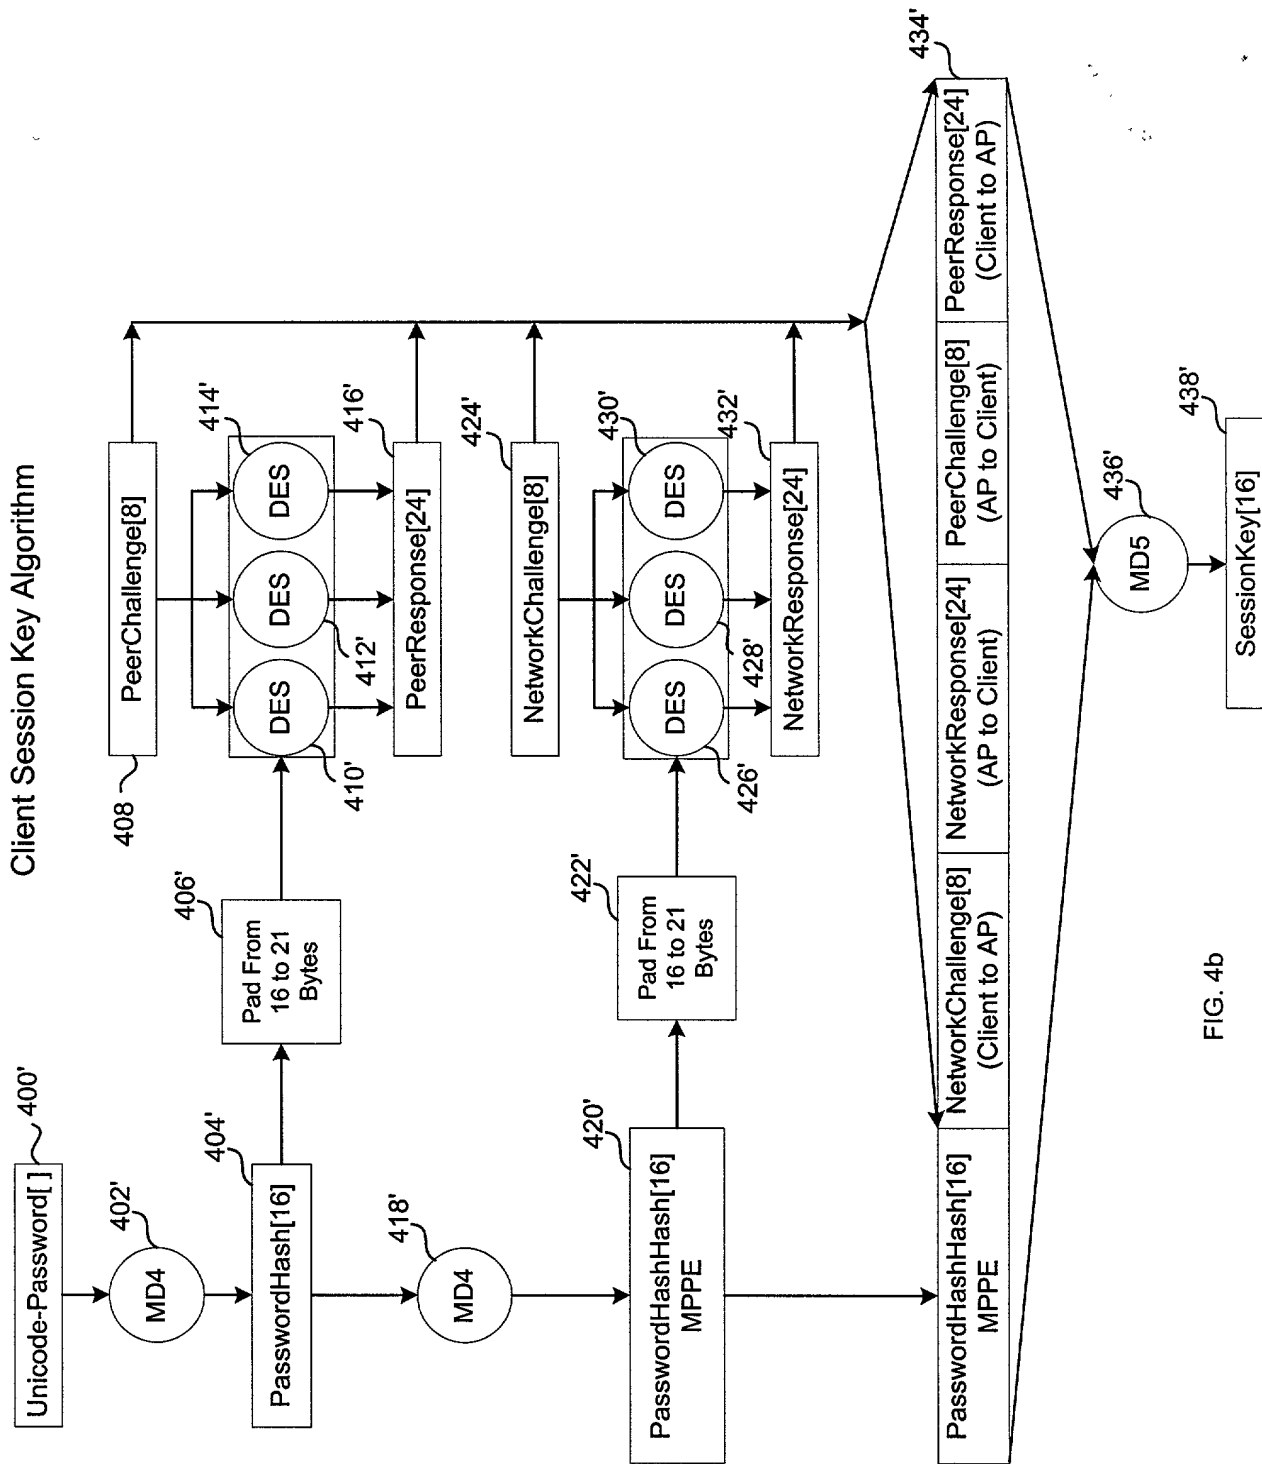 Client Session Key Algorithm
Unicode-Password[ ]
400'
402'
MD4
404'
PasswordHash[16]
406'
Pad From
16 to 21
Bytes
408
PeerChallenge[8]
414'
DES
DES
DES
410'
412'
416'
PeerResponse[24]
418'
MD4
420'
PasswordHashHash[16]
MPPE
422'
Pad From
16 to 21
Bytes
424'
NetworkChallenge[8]
430'
DES
DES
DES
426'
428'
432'
NetworkResponse[24]
434'
PasswordHashHash[16]
MPPE
NetworkChallenge[8]
(Client to AP)
NetworkResponse[24]
(AP to Client)
PeerChallenge[8]
(AP to Client)
PeerResponse[24]
(Client to AP)
436'
MD5
438'
SessionKey[16]
FIG. 4b